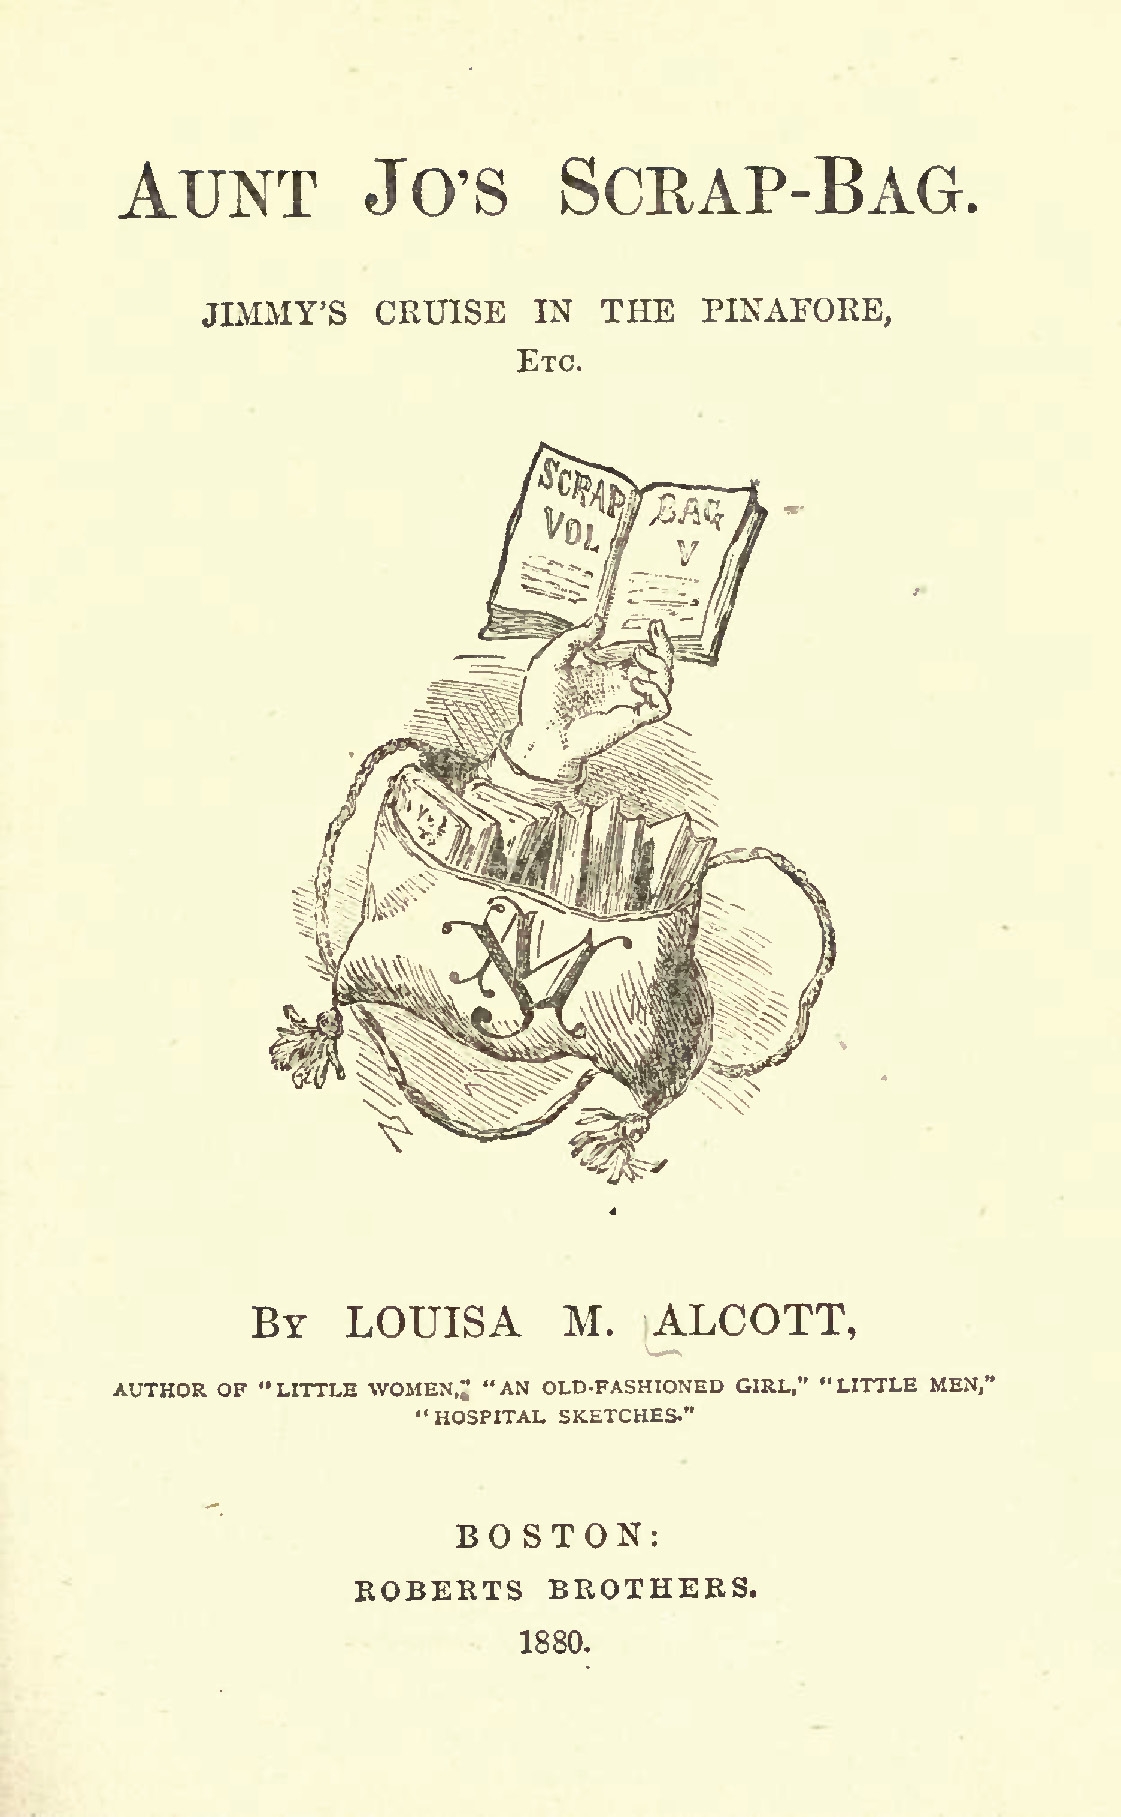 AUNT JO'S SCRAP-BAG.
JIMMY'S CRUISE IN THE PINAFORE,
ETC.
SCRAP BAG
VOL V
BY LOUISA M. ALCOTT,
AUTHOR OF "LITTLE WOMEN," "AN OLD-FASHIONED GIRL," "LITTLE MEN,"
"HOSPITAL SKETCHES."
BOSTON:
ROBERTS BROTHERS.
1880.